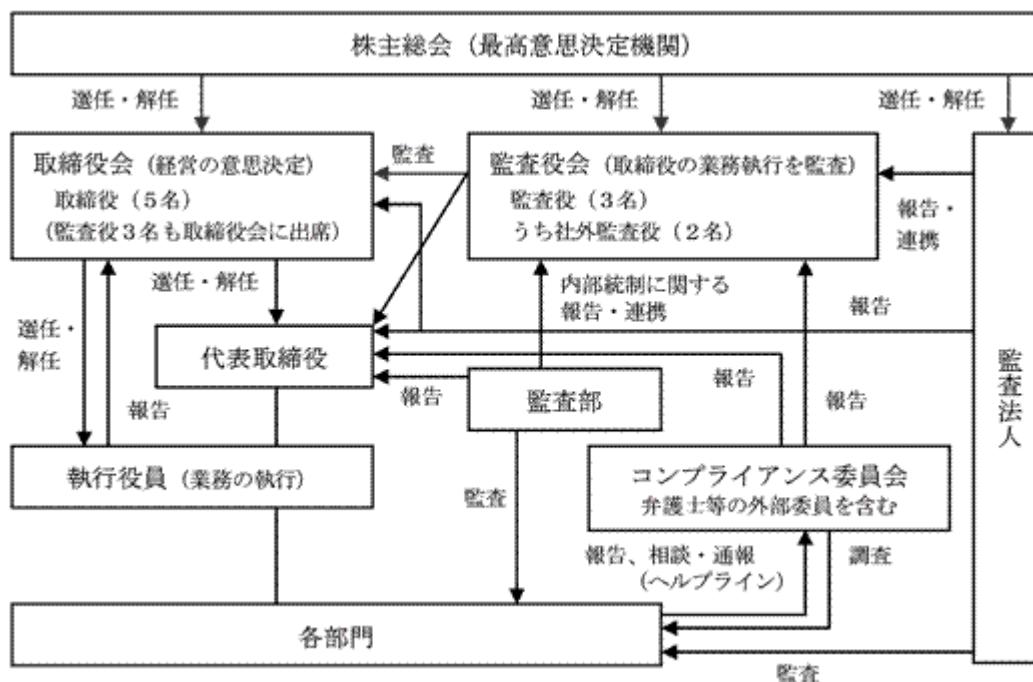 株主総会（最高意思決定機関）
選任・解任
選任・解任
選任・解任
取締役会（経営の意思決定）
取締役（5名）
（監査役３名も取締役会に出席）
監査
監査役会（取締役の業務執行を監査）
監査役（３名）
うち社外監査役（２名）
報告・
連携
選任・解任
内部統制に関する
報告・連携
報告
選任・
解任
代表取締役
報告
監査部
報告
報告
報告
監査法人
執行役員（業務の執行）
監査
コンプライアンス委員会
弁護士等の外部委員を含む
報告、相談・通報
（ヘルプライン）
調査
各部門
監査